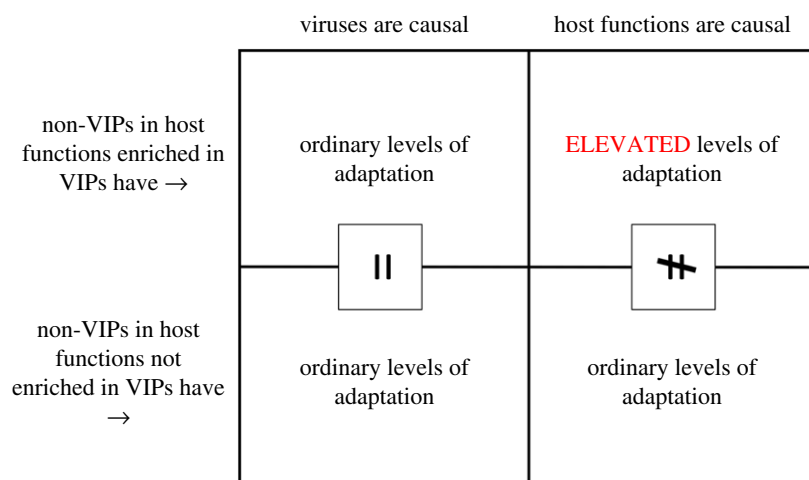 viruses are causal
host functions are causal
non-VIPs in host
functions enriched in
VIPs have →
ordinary levels of
adaptation
ELEVATED levels of
adaptation
=
≠
non-VIPs in host
functions not
enriched in VIPs have
→
ordinary levels of
adaptation
ordinary levels of
adaptation